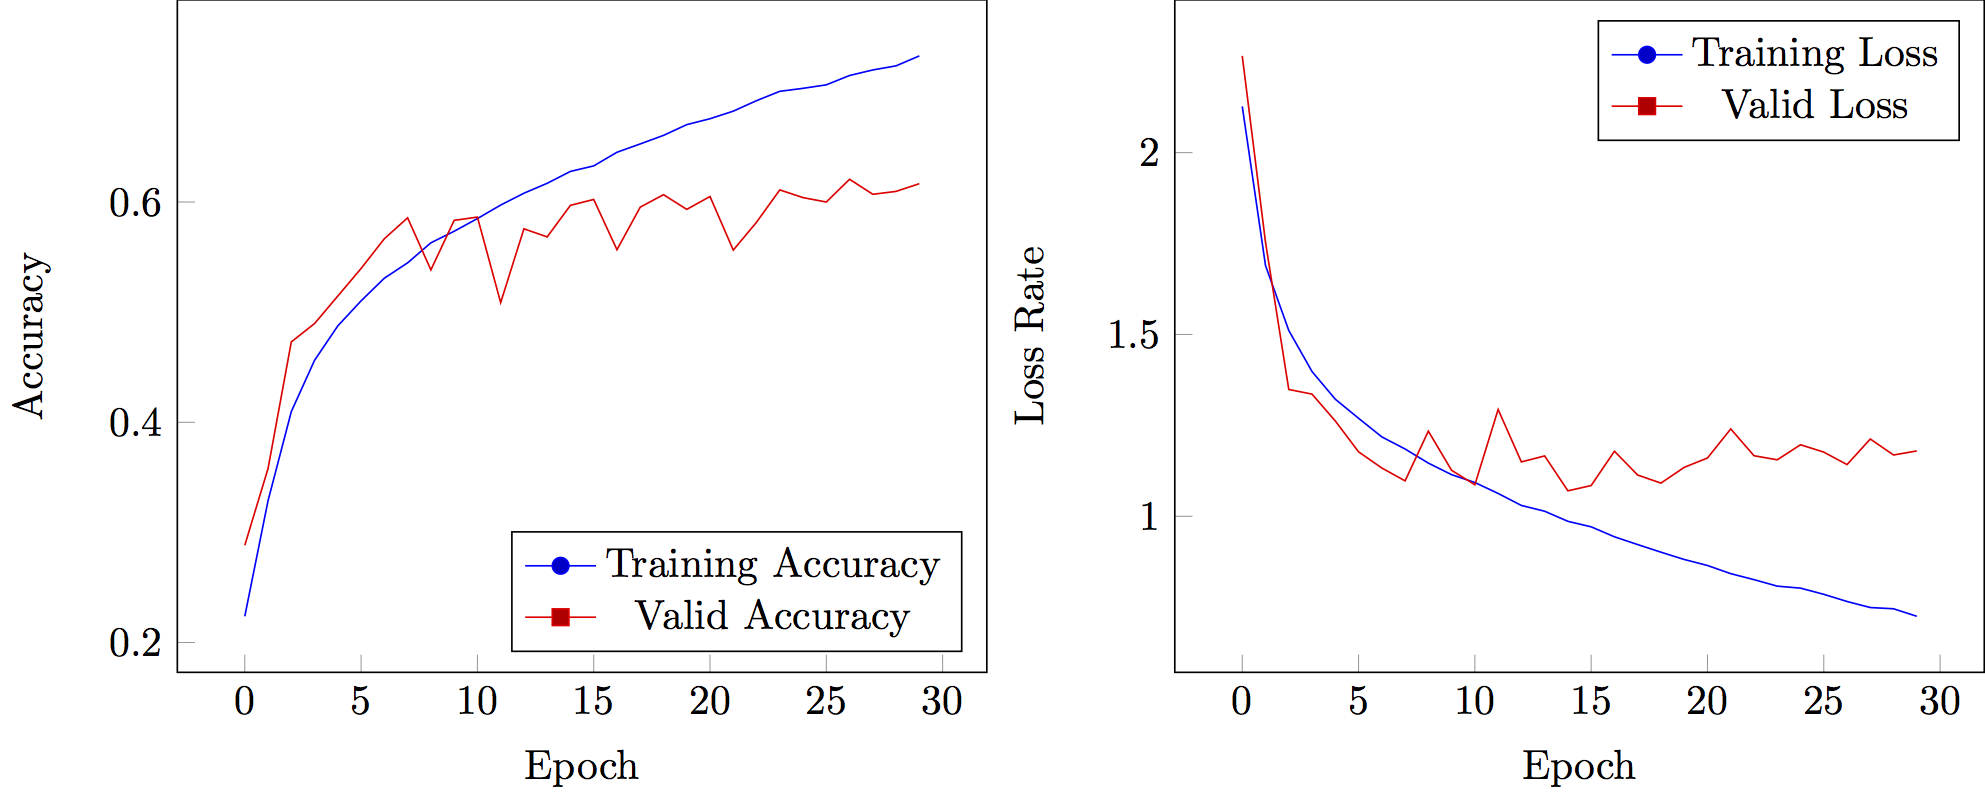 0.6
0.4
0.2
Accuracy
0 5 10 15 20 25 30
Epoch
Training Accuracy
Valid Accuracy
2
1.5
1
Loss Rate
0 5 10 15 20 25 30
Epoch
Training Loss
Valid Loss